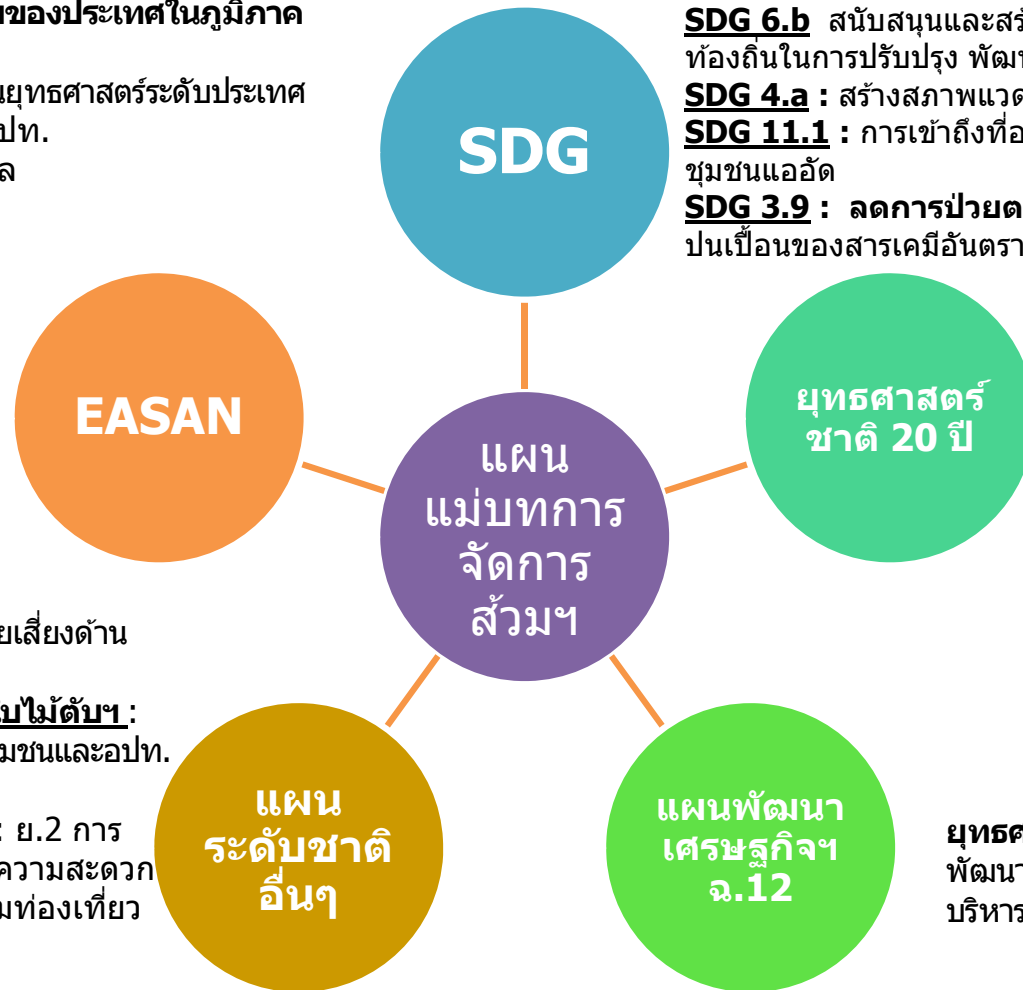 ของประเทศในภูมิภาค
ยุทธศาสตร์ระดับประเทศ
ปท.
ล
SDG 6.b สนับสนุนและสร้
ท้องถิ่นในการปรับปรุง พัฒ
SDG 4.a : สร้างสภาพแวด
SDG 11.1 : การเข้าถึงที่อ
ชุมชนแออัด
SDG 3.9 : ลดการป่วยต
ปนเปื้อนของสารเคมีอันตรา
SDG
EASAN
ยุทธศาสตร์
ชาติ 20 ปี
แผน
แม่บทการ
จัดการ
ส้วมฯ
ยเสี่ยงด้าน
บไม้ตับฯ :
มชนและอปท.
: ย.2 การ
ความสะดวก
มท่องเที่ยว
แผน
ระดับชาติ
อื่นๆ
แผนพัฒนา
เศรษฐกิจฯ
ฉ.12
ยุทธศ
พัฒนา
บริหาร